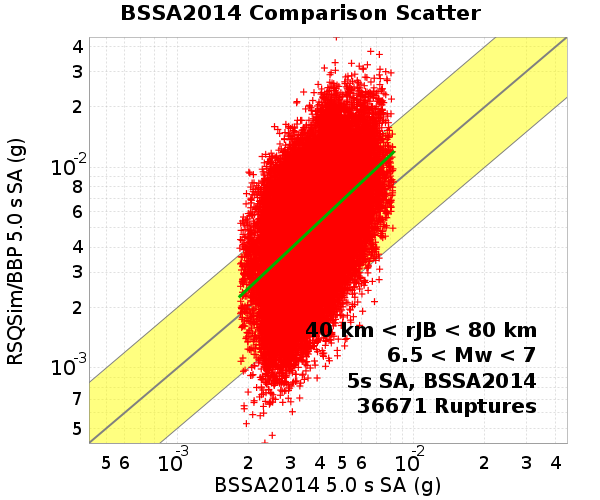 BSSA2014 Comparison Scatter
RSQSim/BBP 5.0 s SA (g)
4
3
2
10-2
8
6
4
3
2
10-3
7
5
40 km < rJB < 80 km
6.5 < Mw < 7
5s SA, BSSA2014
36671 Ruptures
5 6 10-3 2 3 4 5 6 10-2 2 3 4
BSSA2014 5.0 s SA (g)